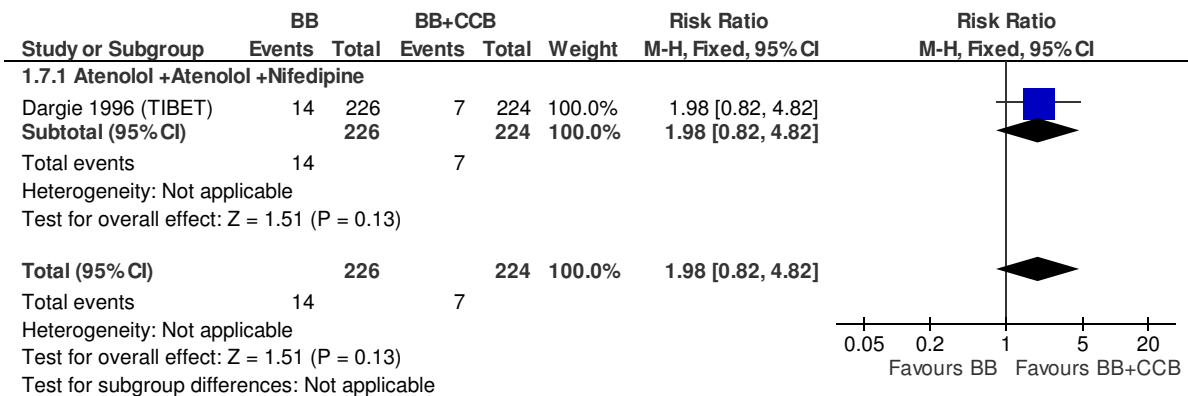 BB BB+CCB Risk Ratio Risk Ratio
Study or Subgroup Events Total Events Total Weight M-H, Fixed, 95% CI M-H, Fixed, 95% CI
1.7.1 Atenolol +Atenolol +Nifedipine
Dargie 1996 (TIBET) 14 226 7 224 100.0% 1.98 [0.82, 4.82]
Subtotal (95% CI) 226 224 100.0% 1.98 [0.82, 4.82]
Total events 14 7
Heterogeneity: Not applicable
Test for overall effect: Z = 1.51 (P = 0.13)
Total (95% CI) 226 224 100.0% 1.98 [0.82, 4.82]
Total events 14 7
Heterogeneity: Not applicable
Test for overall effect: Z = 1.51 (P = 0.13)
Test for subgroup differences: Not applicable
0.05 0.2 1 5 20
Favours BB Favours BB+CCB